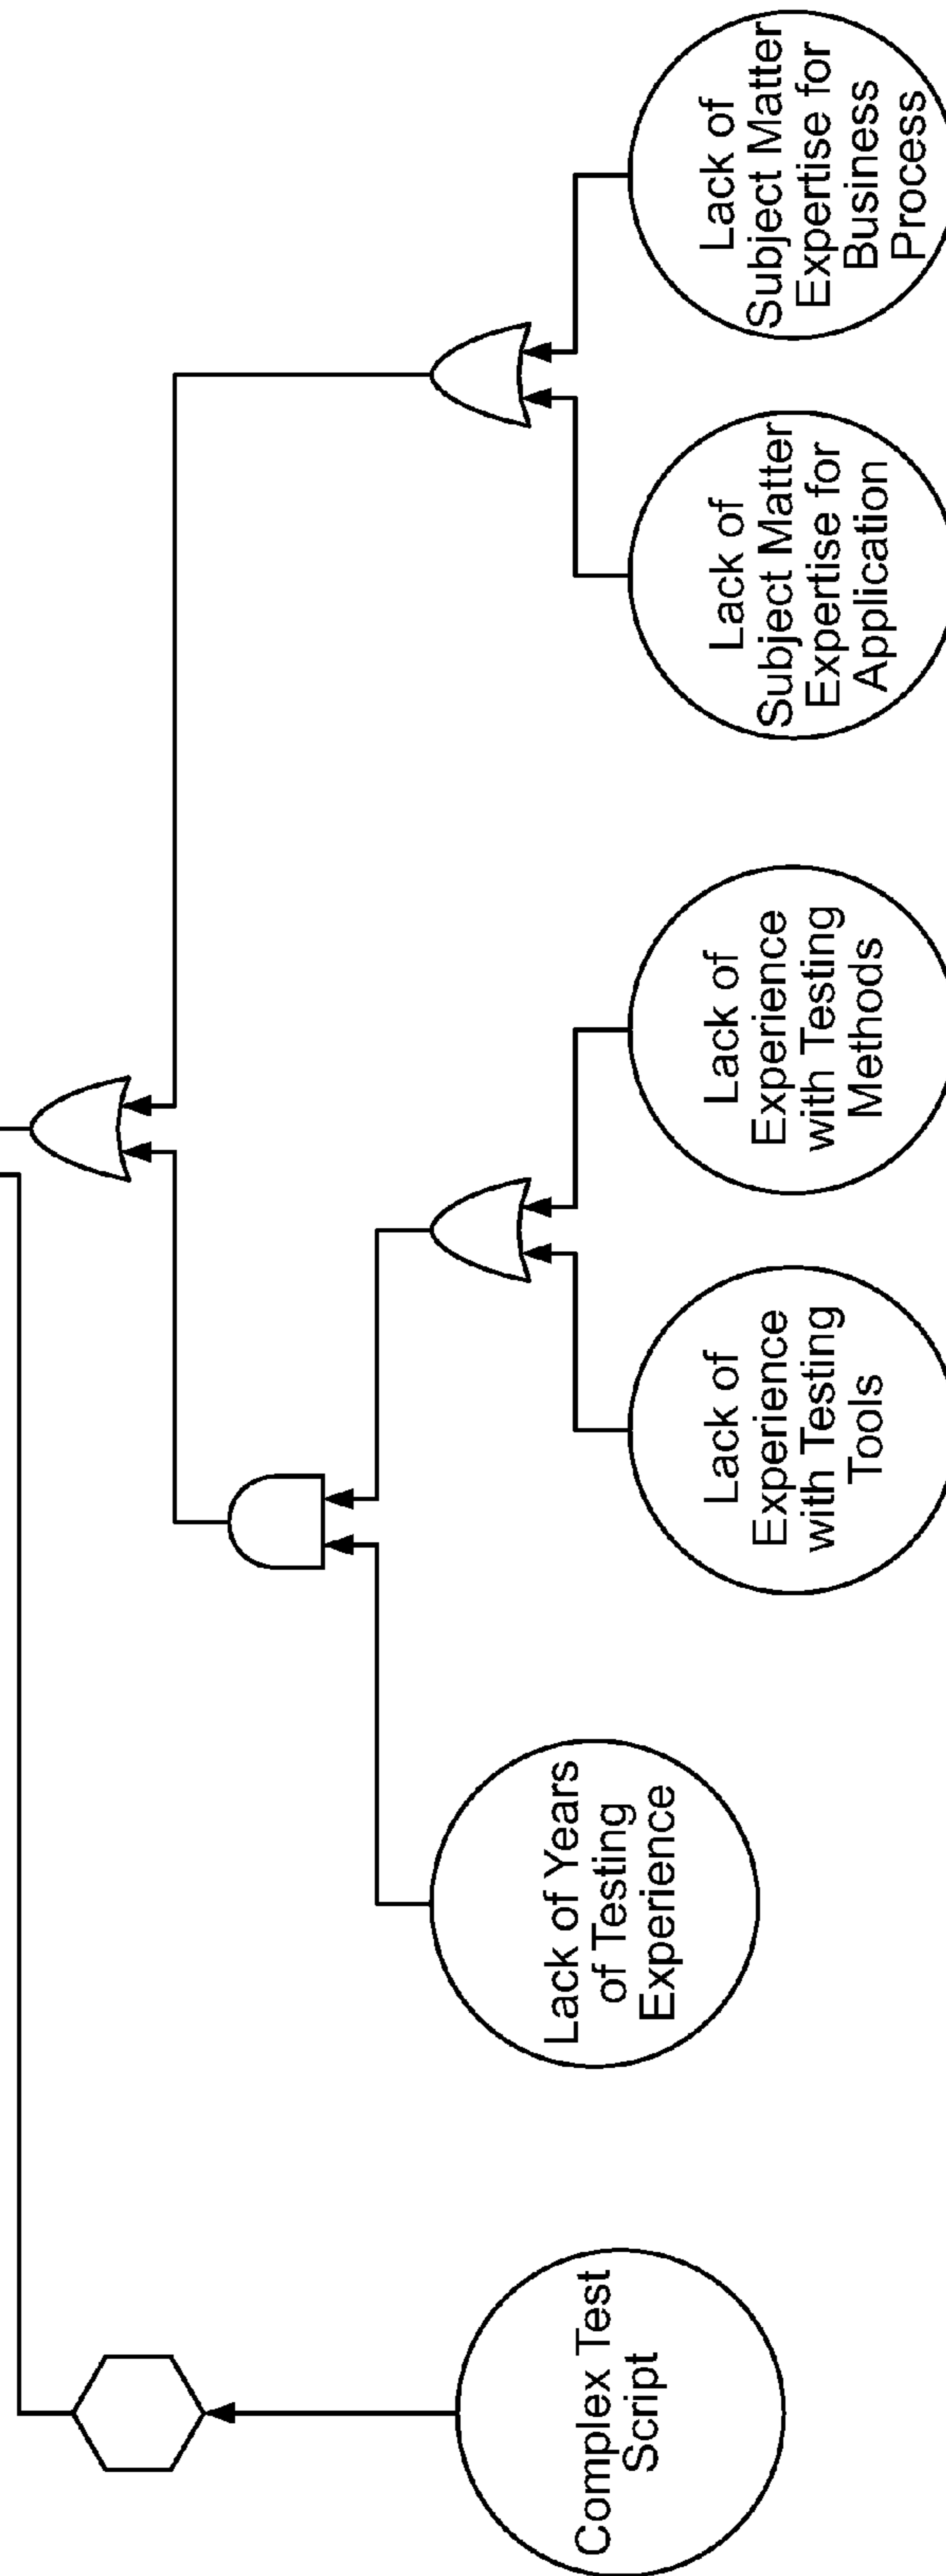 Complex Test
Script
Lack of Years
of Testing
Experience
Lack of
Experience
with Testing
Tools
Lack of
Experience
with Testing
Methods
Lack of
Subject Matter
Expertise for
Application
Lack of
Subject Matter
Expertise for
Business
Process